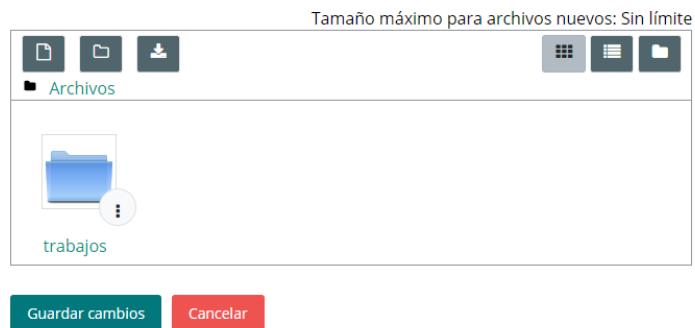 Tamaño máximo para archivos nuevos: Sin límite
Archivos
trabajos
Guardar cambios Cancelar